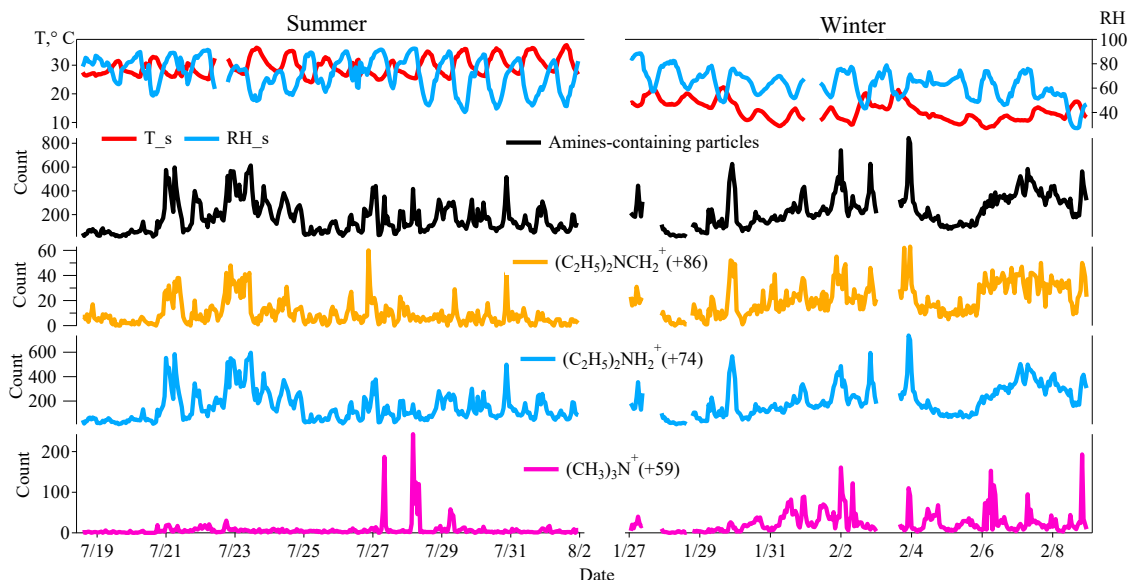 Summer Winter
T,° C RH
30
20
10
100
80
60
40
T_s RH_s Amines-containing particles
Count
800
600
400
200
(C2H5)2NCH2+(+86)
Count
60
40
20
0
(C2H5)2NH2+(+74)
Count
600
400
200
(CH3)3N+(+59)
Count
200
100
0
7/19 7/21 7/23 7/25 7/27 7/29 7/31 8/2 1/27 1/29 1/31 2/2 2/4 2/6 2/8
Date